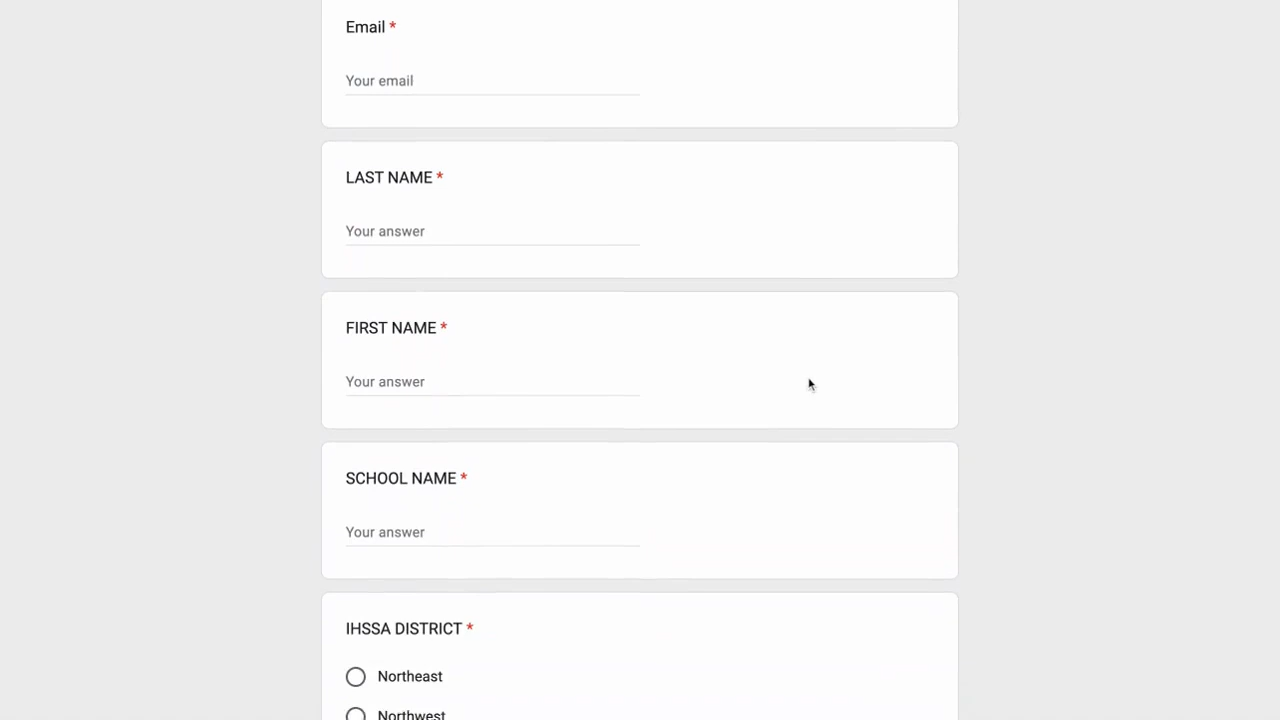 Email *
Your email
LAST NAME *
Your answer
FIRST NAME *
Your answer
SCHOOL NAME *
Your answer
IHSSA DISTRICT *
Northeast
Northwest